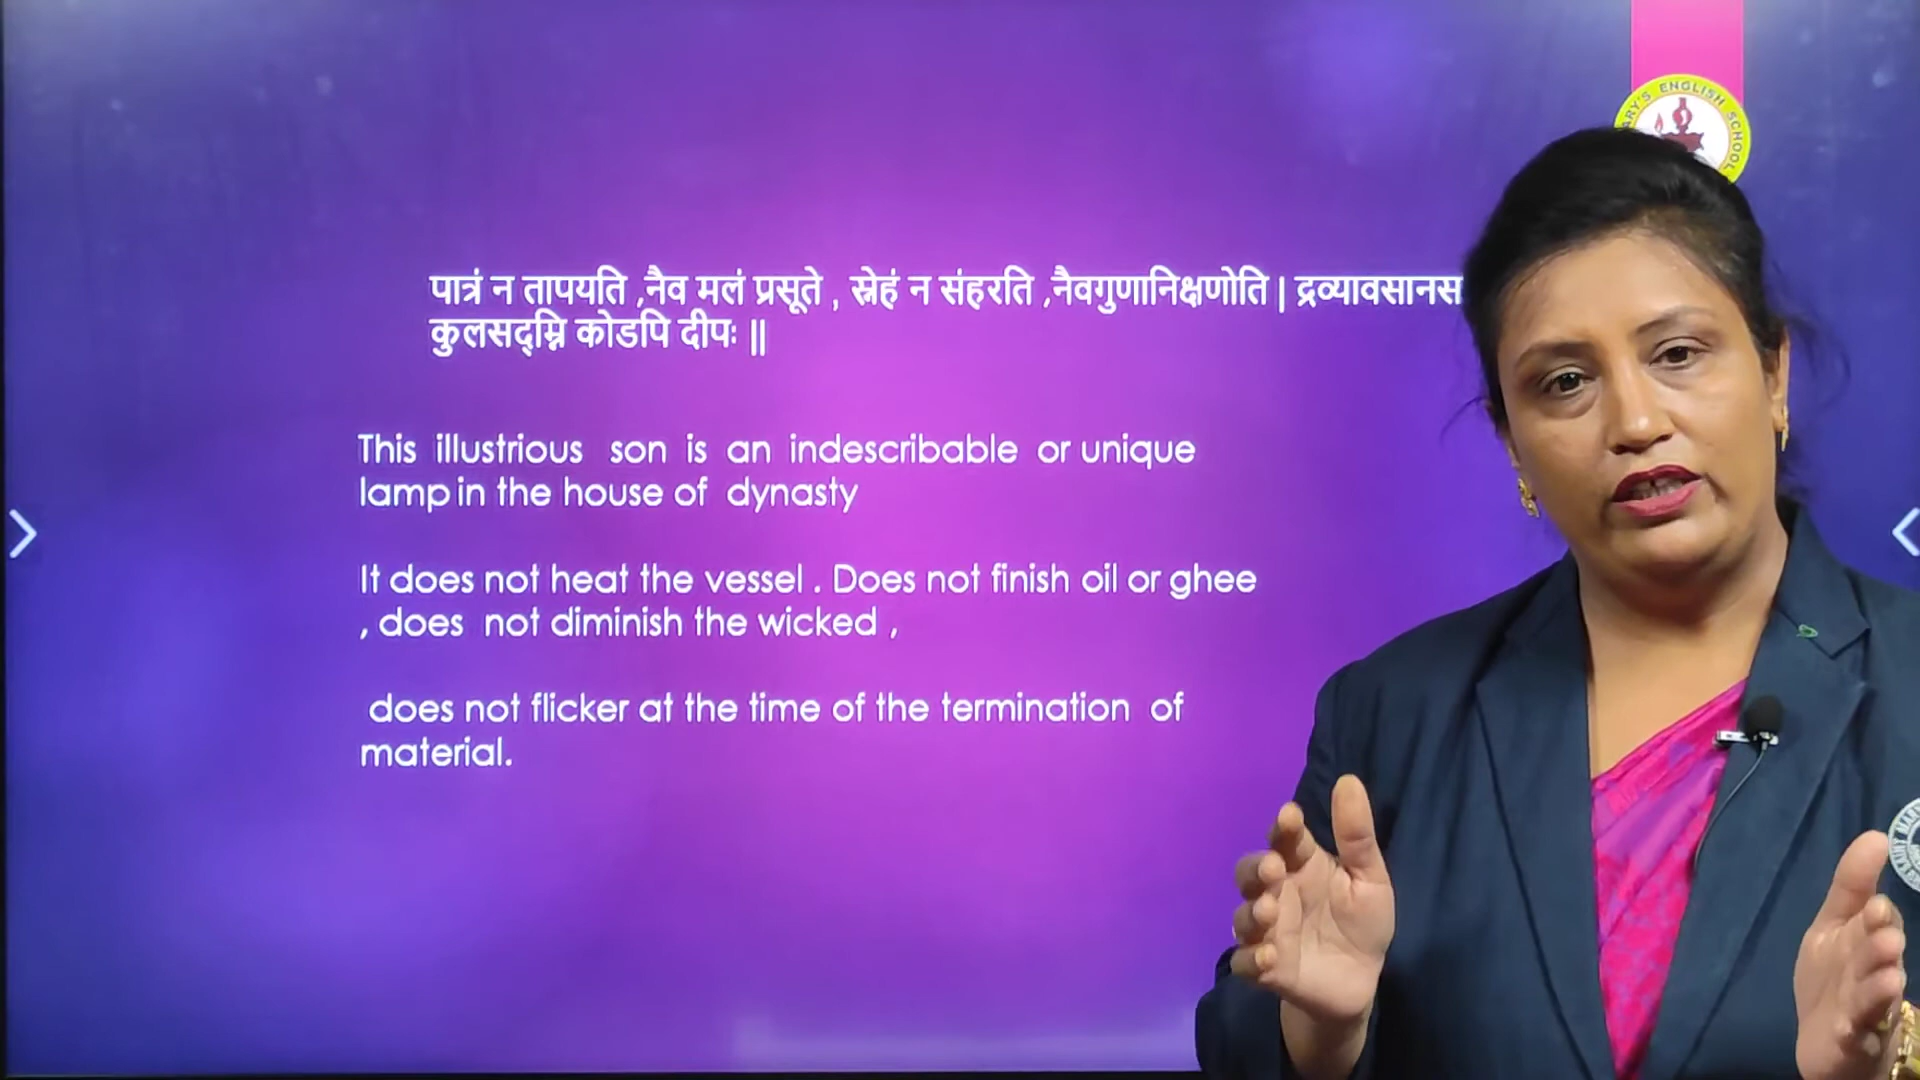 ARY'S ENGLISH SCHOOL
पात्रं न तापयति ,नैव मलं प्रसूते , स्नेहं न संहरति ,नैवगुणानिक्षणोति | द्रव्यावसानस
कुलसद्म्नि कोडपि दीपः ||
This illustrious son is an indescribable or unique
lamp in the house of dynasty
It does not heat the vessel . Does not finish oil or ghee
, does not diminish the wicked ,
does not flicker at the time of the termination of
material.